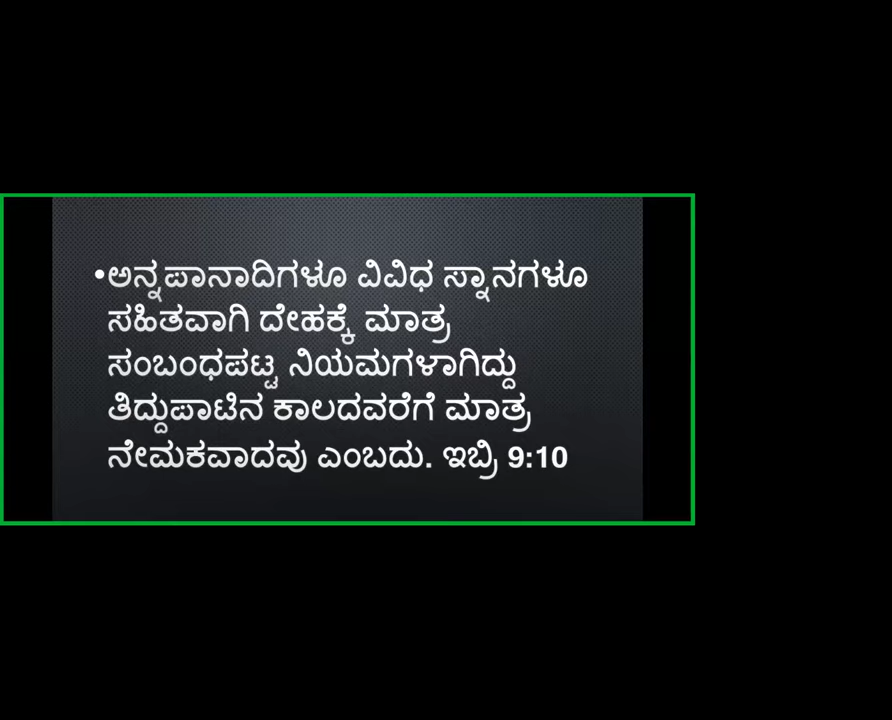 •ಅನ್ನಪಾನಾದಿಗಳೂ ವಿವಿಧ ಸ್ನಾನಗಳೂ
ಸಹಿತವಾಗಿ ದೇಹಕ್ಕೆ ಮಾತ್ರ
ಸಂಬಂಧಪಟ್ಟ ನಿಯಮಗಳಾಗಿದ್ದು
ತಿದ್ದುಪಾಟಿನ ಕಾಲದವರೆಗೆ ಮಾತ್ರ
ನೇಮಕವಾದವು ಎಂಬದು. ಇಬ್ರಿ 9:10